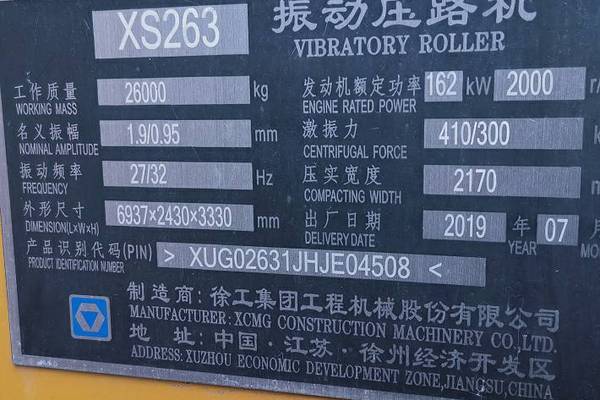 XS263 振动压路机
VIBRATORY ROLLER
工作质量 26000 kg 发动机额定功率 162 kW 2000 r/
WORKING MASS ENGINE RATED POWER
名义振幅 1.9/0.95 mm 激振力 410/300
NOMINAL AMPLITUDE CENTRIFUGAL FORCE
振动频率 27/32 Hz 压实宽度 2170
FREQUENCY COMPACTING WIDTH
外形尺寸 6937×2430×3330 mm 出厂日期 2019 年 07 月
DIMENSION(L×W×H) DELIVERY DATE YEAR MO
产品识别代码(PIN) > XUG02631JHJE04508 <
PRODUCT IDENTIFICATION NUMBER
制造商:徐工集团工程机械股份有限公司
MANUFACTURER: XCMG CONSTRUCTION MACHINERY CO.,LTD.
地 址: 中国·江苏·徐州经济开发区
ADDRESS: XUZHOU ECONOMIC DEVELOPMENT ZONE,JIANGSU,CHINA